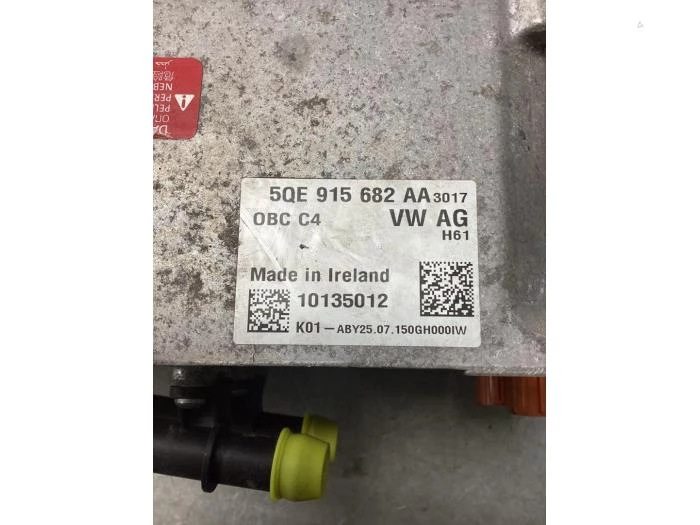 5QE 915 682 AA 3017
OBC C4 VW AG
H61
Made in Ireland
10135012
K01-ABY25.07.150GH000IW